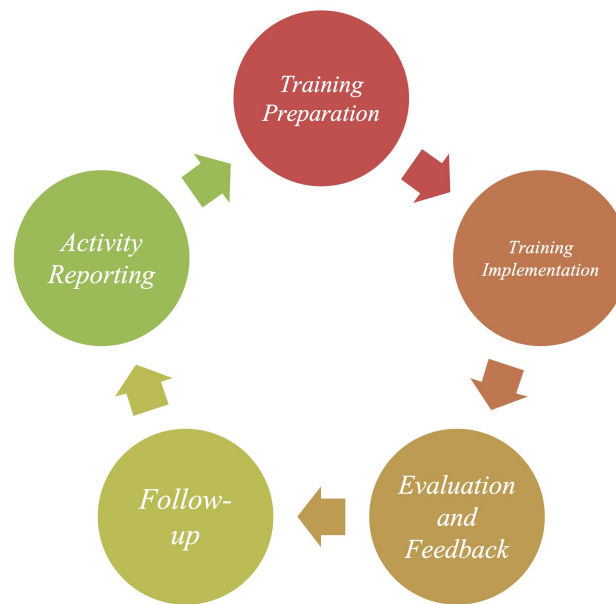 Training
Preparation
Training
Implementation
Evaluation
and
Feedback
Follow-
up
Activity
Reporting